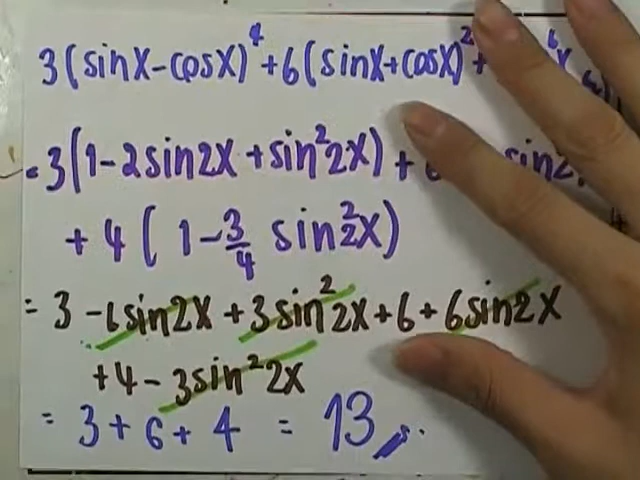 3(sinx-cosx)⁴+6(sinx+cosx)²+
=3(1-2sin2x+sin²2x)+
+4(1-3/4 sin²2x)
=3-6sin2x+3sin²2x+6+6sin2x
+4-3sin²2x
=3+6+4=13